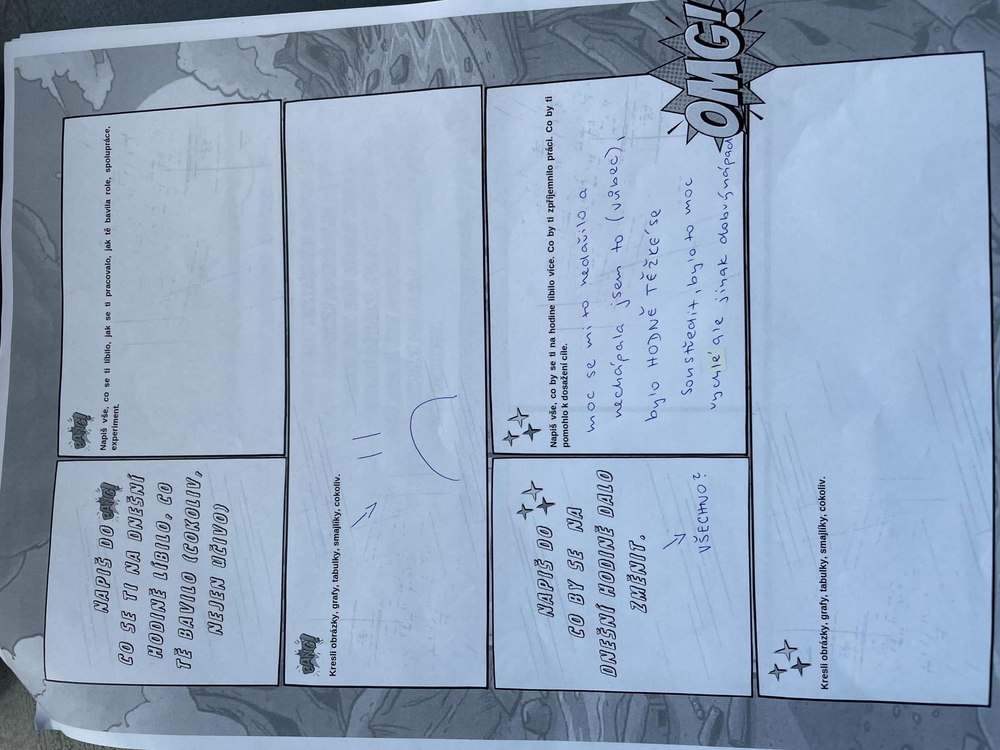 NAPIŠ DO BANG!
CO SE TI NA DNEŠNÍ
HODINĚ LÍBILO, CO
TĚ BAVILO (COKOLIV,
NEJEN UČIVO)
BANG!
Napiš vše, co se ti líbilo, jak se ti pracovalo, jak tě bavila role, spolupráce,
experiment.
BANG!
Kresli obrázky, grafy, tabulky, smajlíky, cokoliv.
NAPIŠ DO
CO BY SE NA
DNEŠNÍ HODINĚ DALO
ZMĚNIT.
VŠECHNO?
Napiš vše, co by se ti na hodine líbilo více. Co by ti zpříjemnilo práci. Co by ti
pomohlo k dosažení cíle.
moc se mi to nedařilo a
nechápala jsem to (vůbec),
bylo HODNĚ TĚŽKÉ se
sonstředit, bylo to moc
rychlé ale jinak dobrý nápad
OMG!
Kresli obrázky, grafy, tabulky, smajlíky, cokoliv.